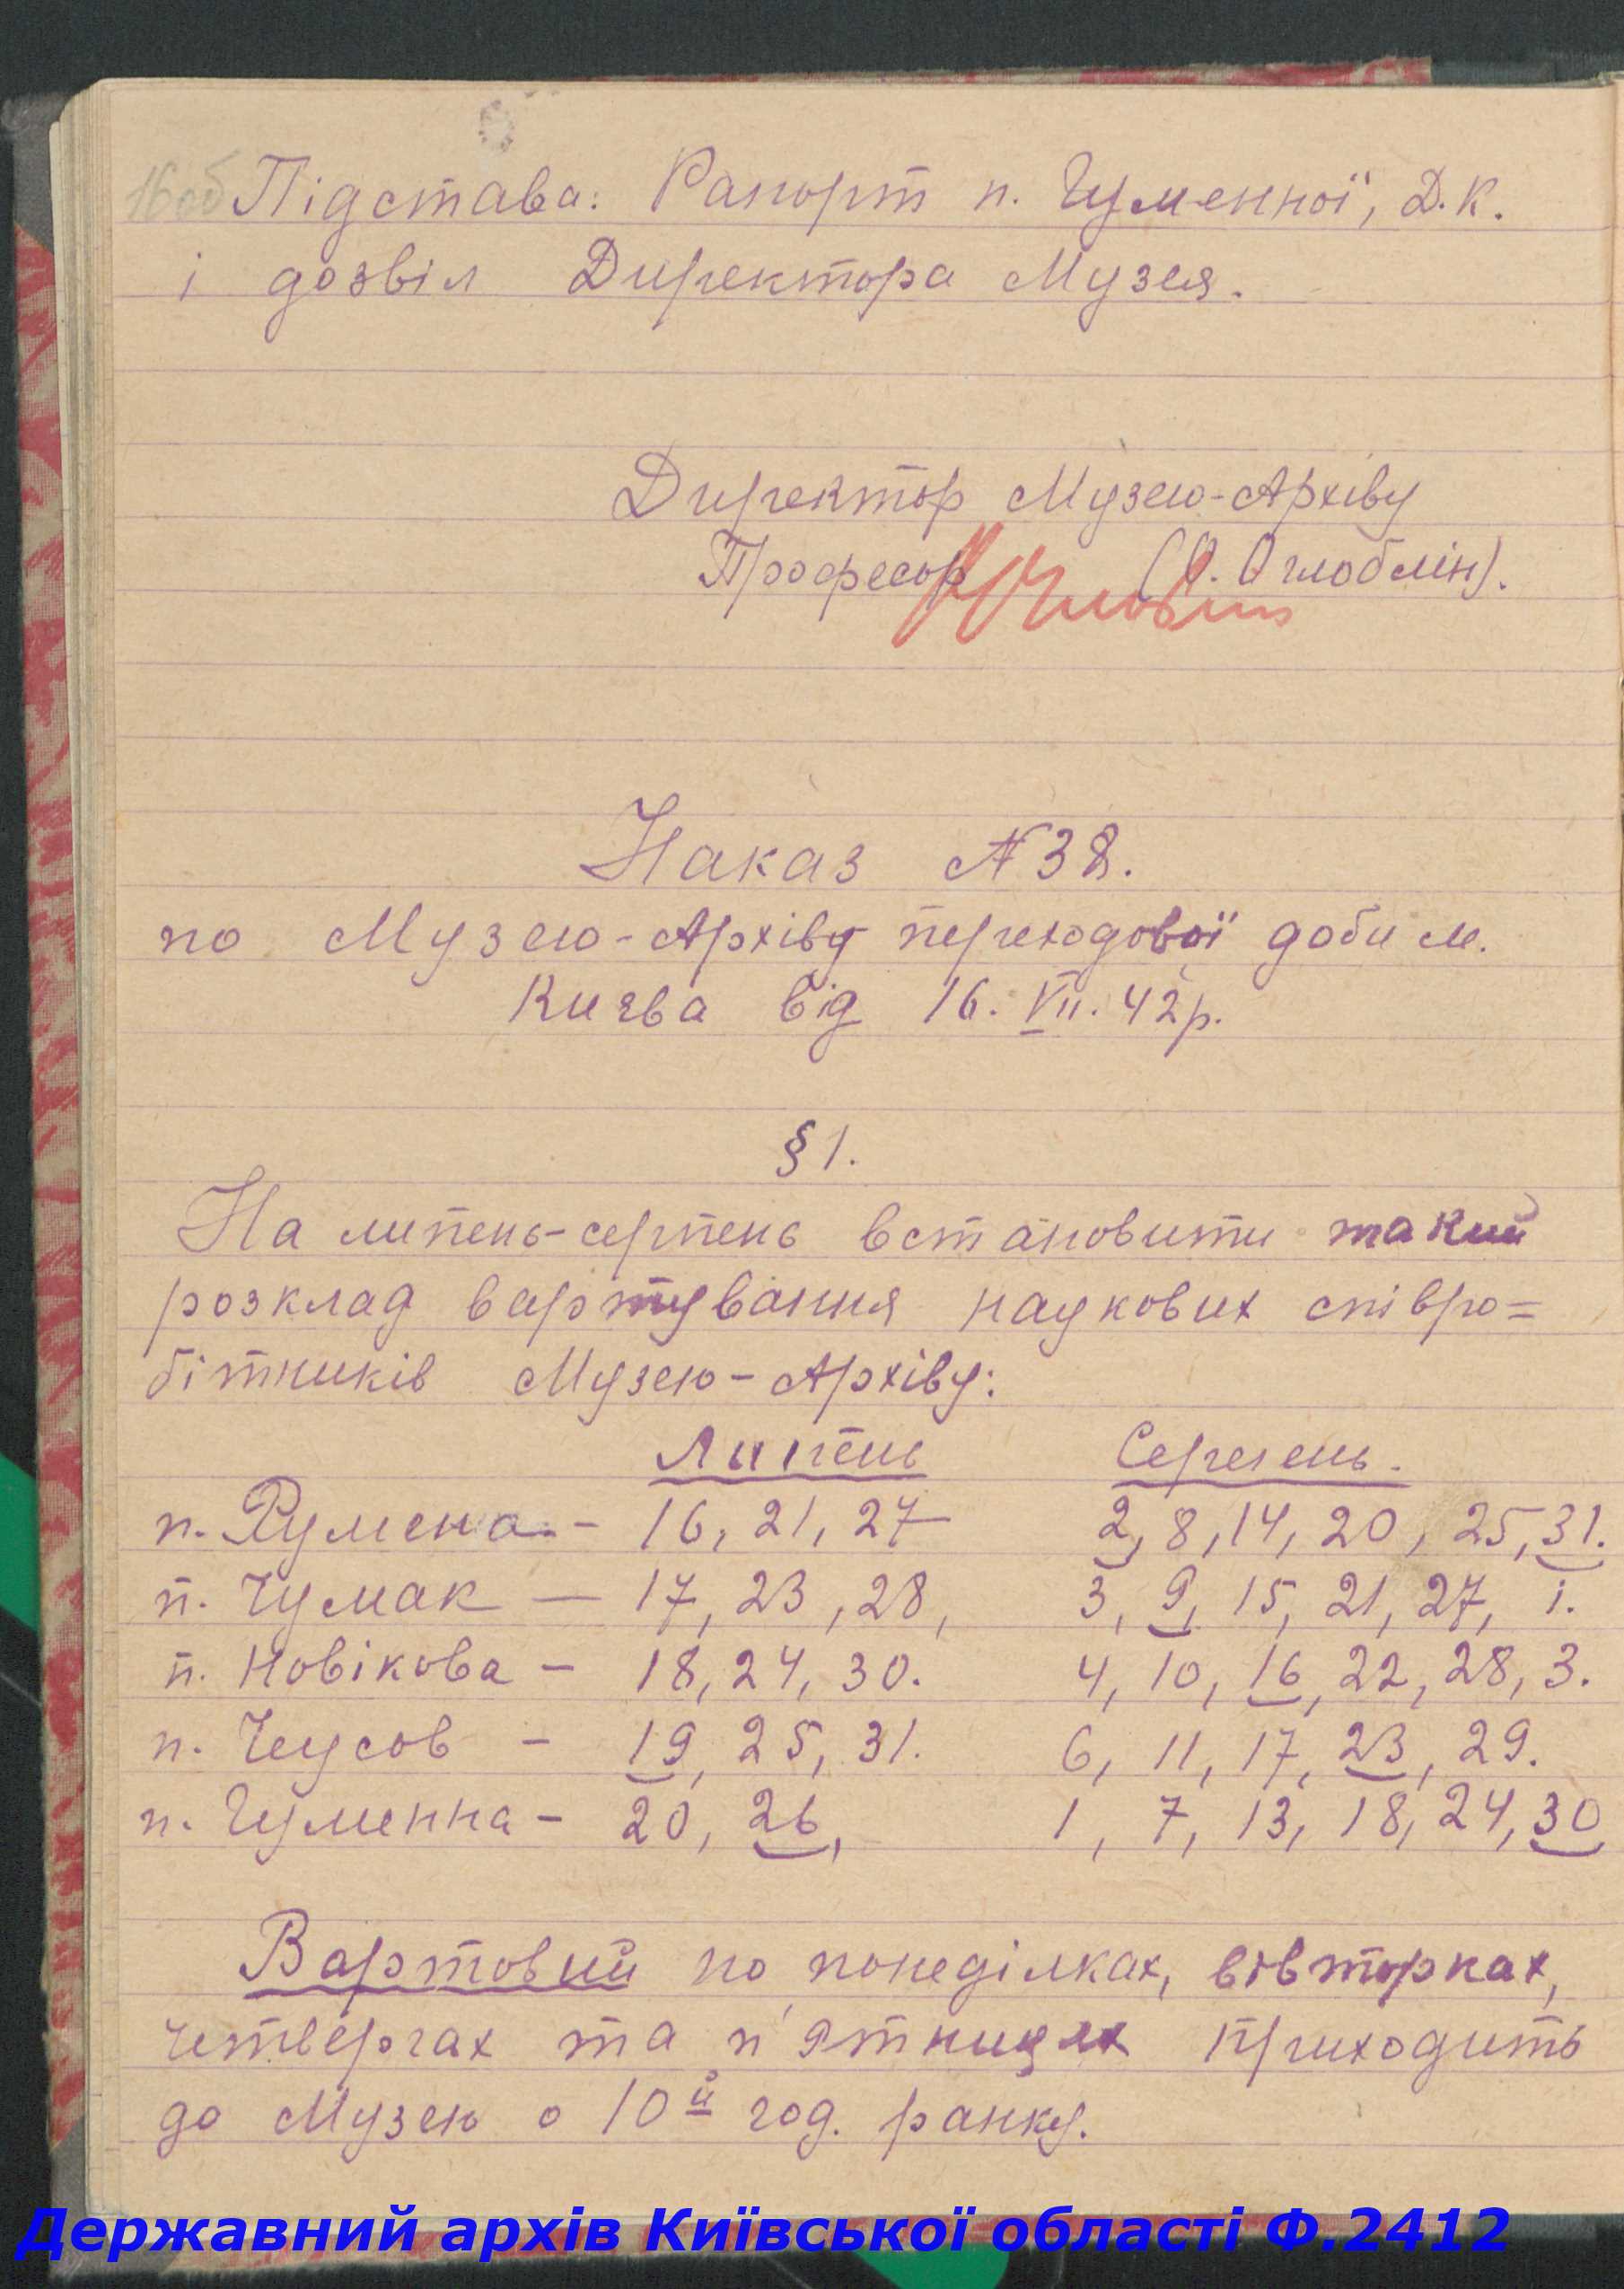 16об Підстава: Рапорт п. Гуменної, Д.К.
і дозвіл Директора Музея.
Директор Музею-Архіву
Професор (О. Оглоблін).
Наказ №38.
по Музею-Архіву переходової доби м.
Києва від 16. VII. 42р.
§1.
На липень-серпень встановити такий
розклад вартування наукових співро=
бітників Музею-Архіву:
Липень Серпень.
п. - 16, 21, 27 2, 8, 14, 20, 25, 31.
п. Чумак — 17, 23, 28, 3, 9, 15, 21, 27, 1.
п. Новікова - 18, 24, 30. 4, 10, 16, 22, 28, 3.
п. - 19, 25, 31. 6, 11, 17, 23, 29.
п. Гуменна - 20, 26, 1, 7, 13, 18, 24, 30
Вартовий по понеділках, вівторках,
четвергах та п'ятницях приходить
до Музею о 10й год. ранку.
Державний архів Київської області Ф.2412